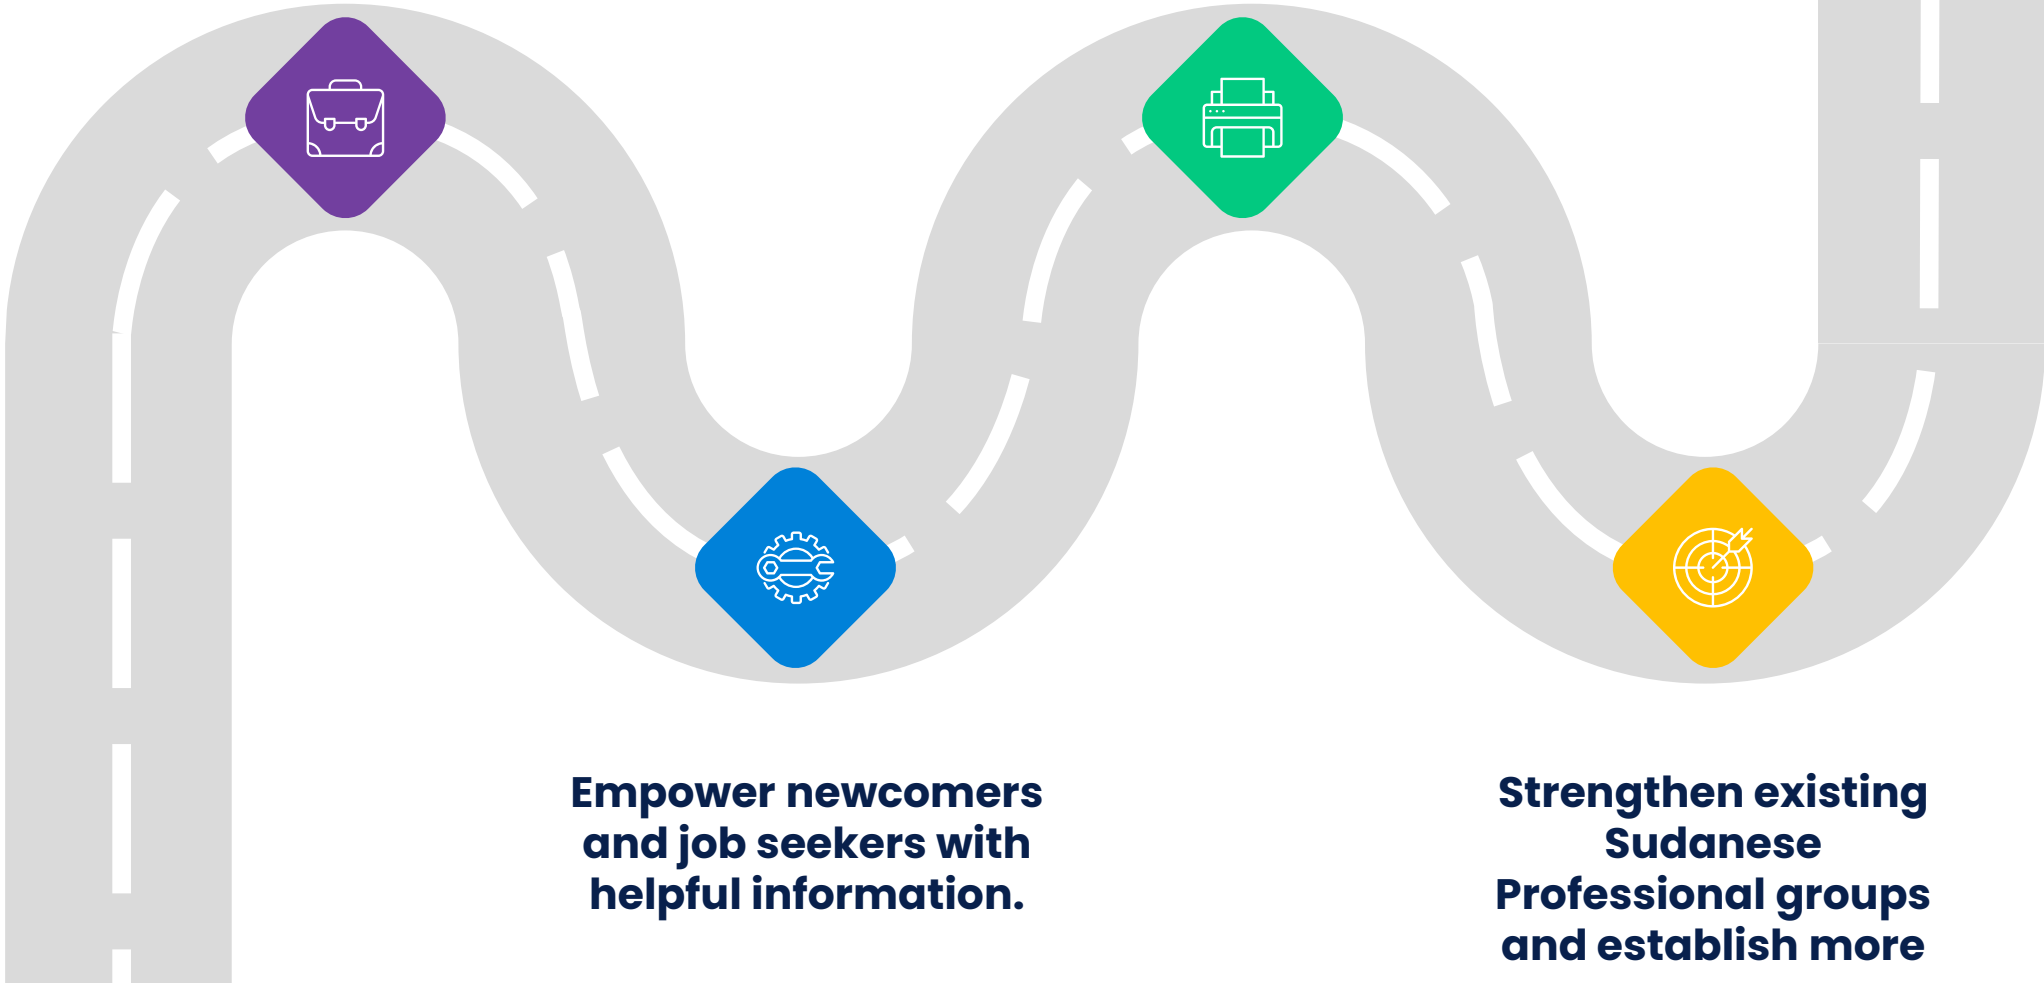 Empower newcomers
and job seekers with
helpful information.
Strengthen existing
Sudanese
Professional groups
and establish more